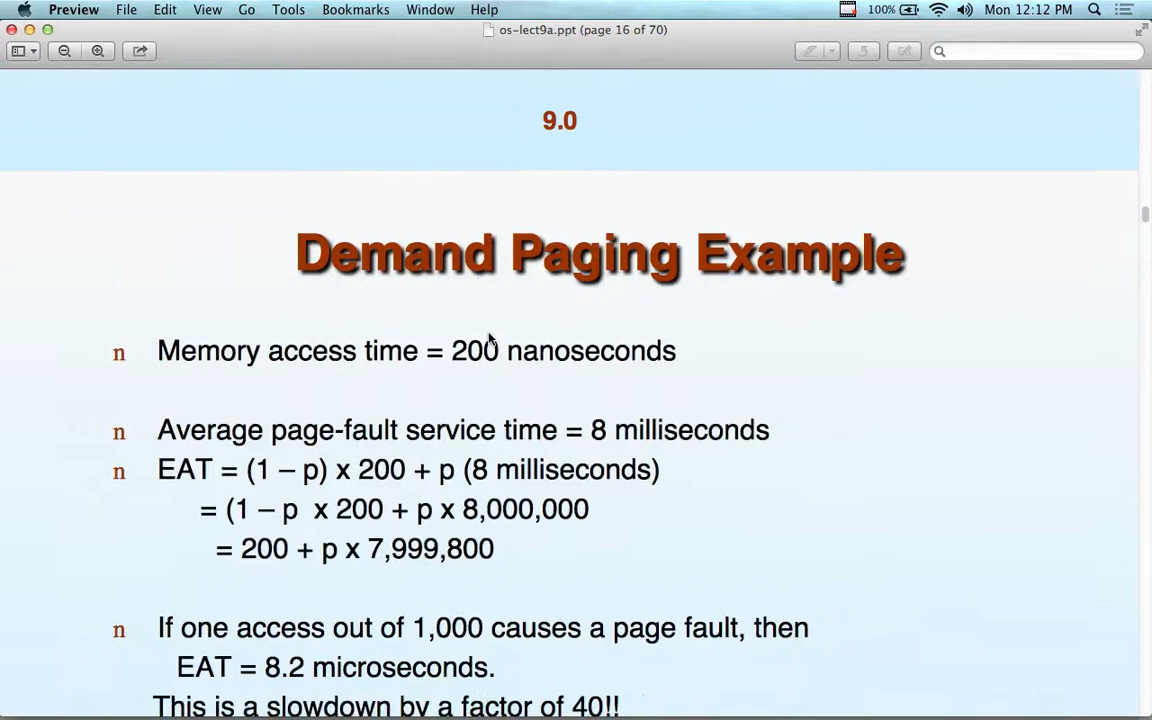 Preview File Edit View Go Tools Bookmarks Window Help 100% Mon 12:12 PM
os-lect9a.ppt (page 16 of 70)
9.0
Demand Paging Example
n Memory access time = 200 nanoseconds
n Average page-fault service time = 8 milliseconds
n EAT = (1 – p) x 200 + p (8 milliseconds)
= (1 – p x 200 + p x 8,000,000
= 200 + p x 7,999,800
n If one access out of 1,000 causes a page fault, then
EAT = 8.2 microseconds.
This is a slowdown by a factor of 40!!